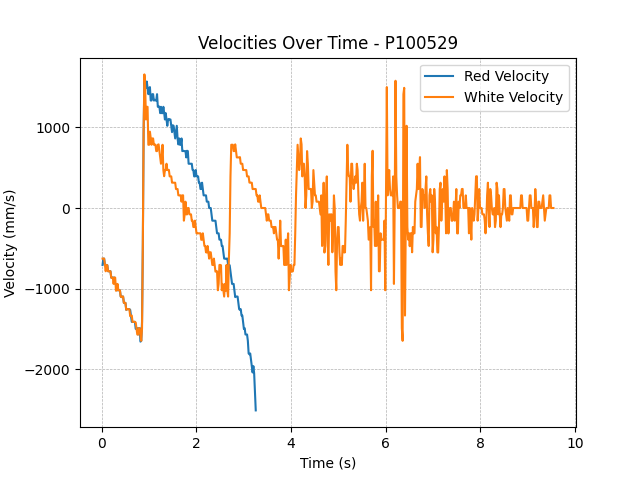 Velocities Over Time - P100529
Red Velocity
White Velocity
1000
0
−1000
−2000
Velocity (mm/s)
0 2 4 6 8 10
Time (s)